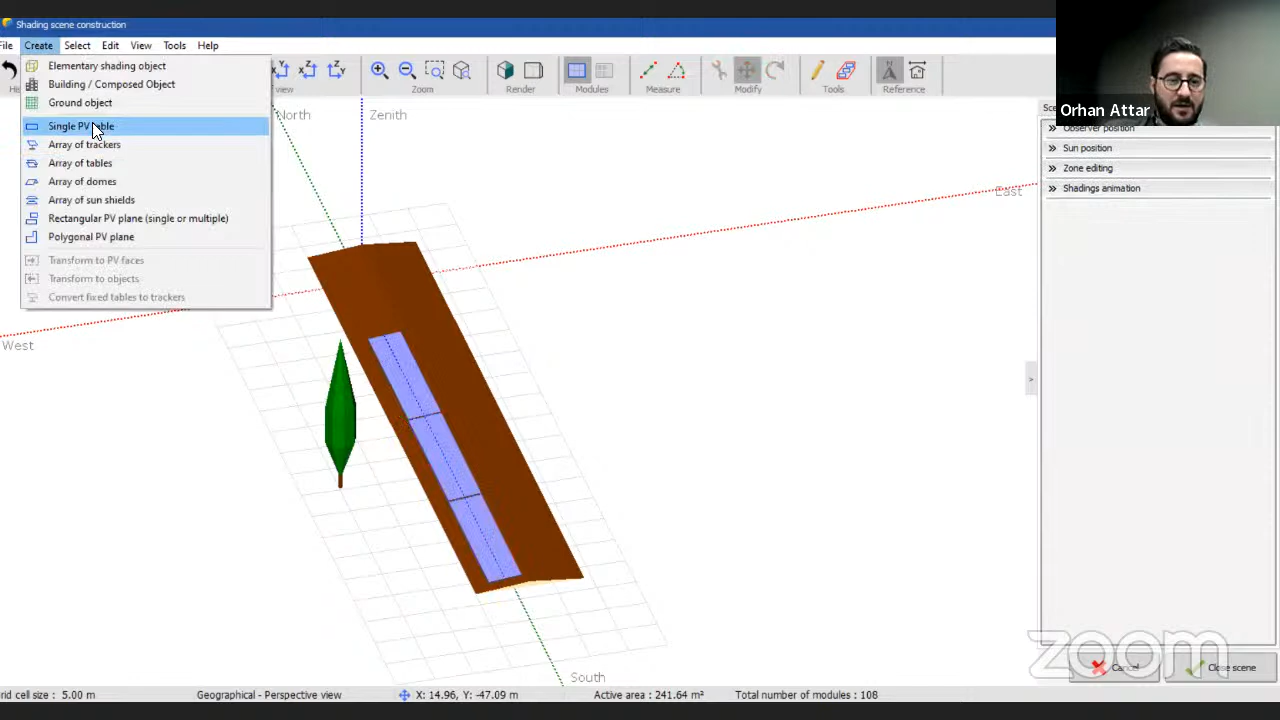 Shading scene construction
File Create Select Edit View Tools Help
Elementary shading object
Building / Composed Object
Ground object
Single PV table
Array of trackers
Array of tables
Array of domes
Array of sun shields
Rectangular PV plane (single or multiple)
Polygonal PV plane
Transform to PV faces
Transform to objects
Convert fixed tables to trackers
view Zoom Render Modules Measure Modify Tools Reference
Orhan Attar
Observer position
Sun position
Zone editing
Shadings animation
North
Zenith
East
West
South
zoom
Cancel
Close scene
rid cell size : 5.00 m
Geographical - Perspective view
X: 14.96, Y: -47.09 m
Active area : 241.64 m²
Total number of modules : 108